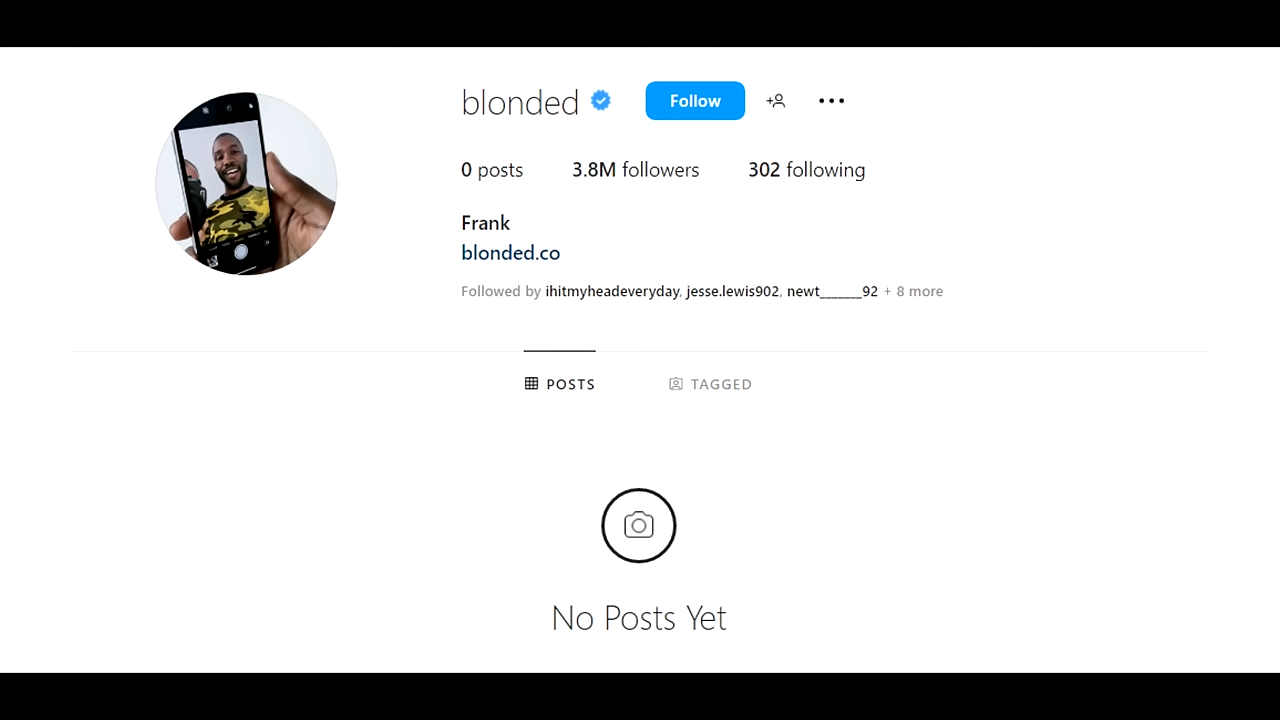 blonded Follow
0 posts 3.8M followers 302 following
Frank
blonded.co
Followed by ihitmyheadeveryday, jesse.lewis902, newt_______92 + 8 more
POSTS TAGGED
No Posts Yet